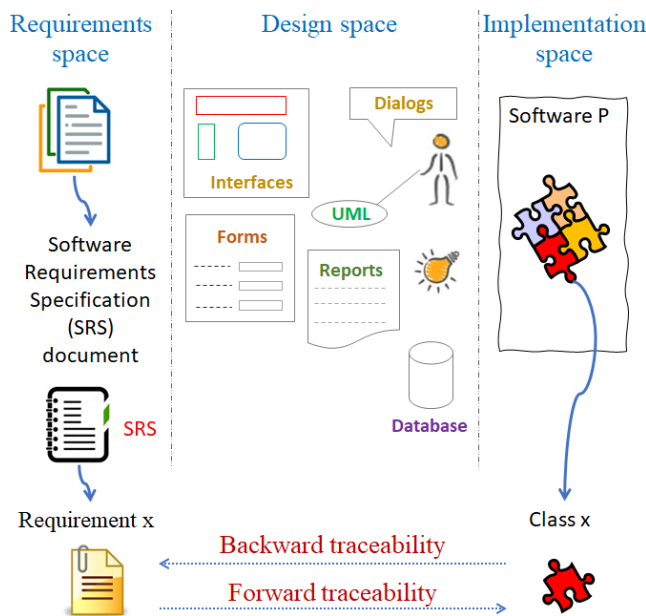 Requirements
space
Design space
Implementation
space
Interfaces
Dialogs
UML
Forms
Reports
Database
Software P
Software
Requirements
Specification
(SRS)
document
SRS
Requirement x
Class x
Backward traceability
Forward traceability